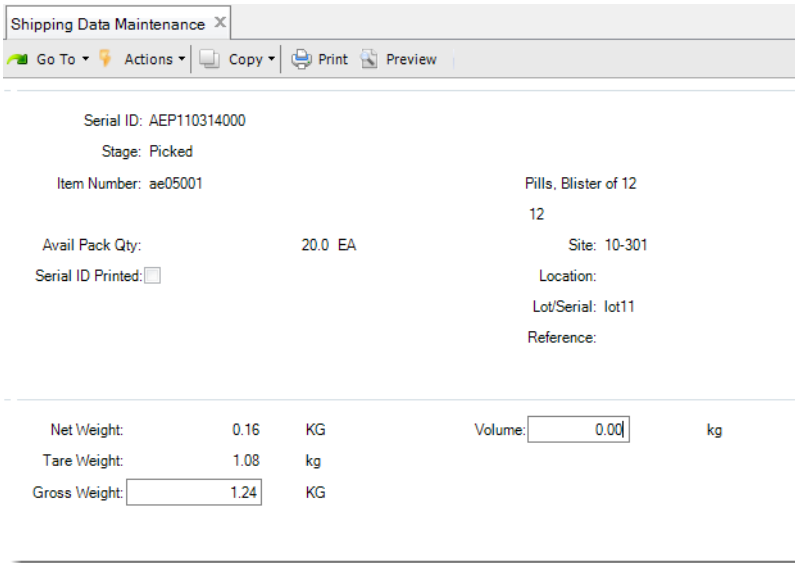 Shipping Data Maintenance X
Go To Actions Copy Print Preview
Serial ID: AEP110314000
Stage: Picked
Item Number: ae05001 Pills, Blister of 12
12
Avail Pack Qty: 20.0 EA Site: 10-301
Serial ID Printed: Location:
Lot/Serial: lot11
Reference:
Net Weight: 0.16 KG Volume: 0.00 kg
Tare Weight: 1.08 kg
Gross Weight: 1.24 KG